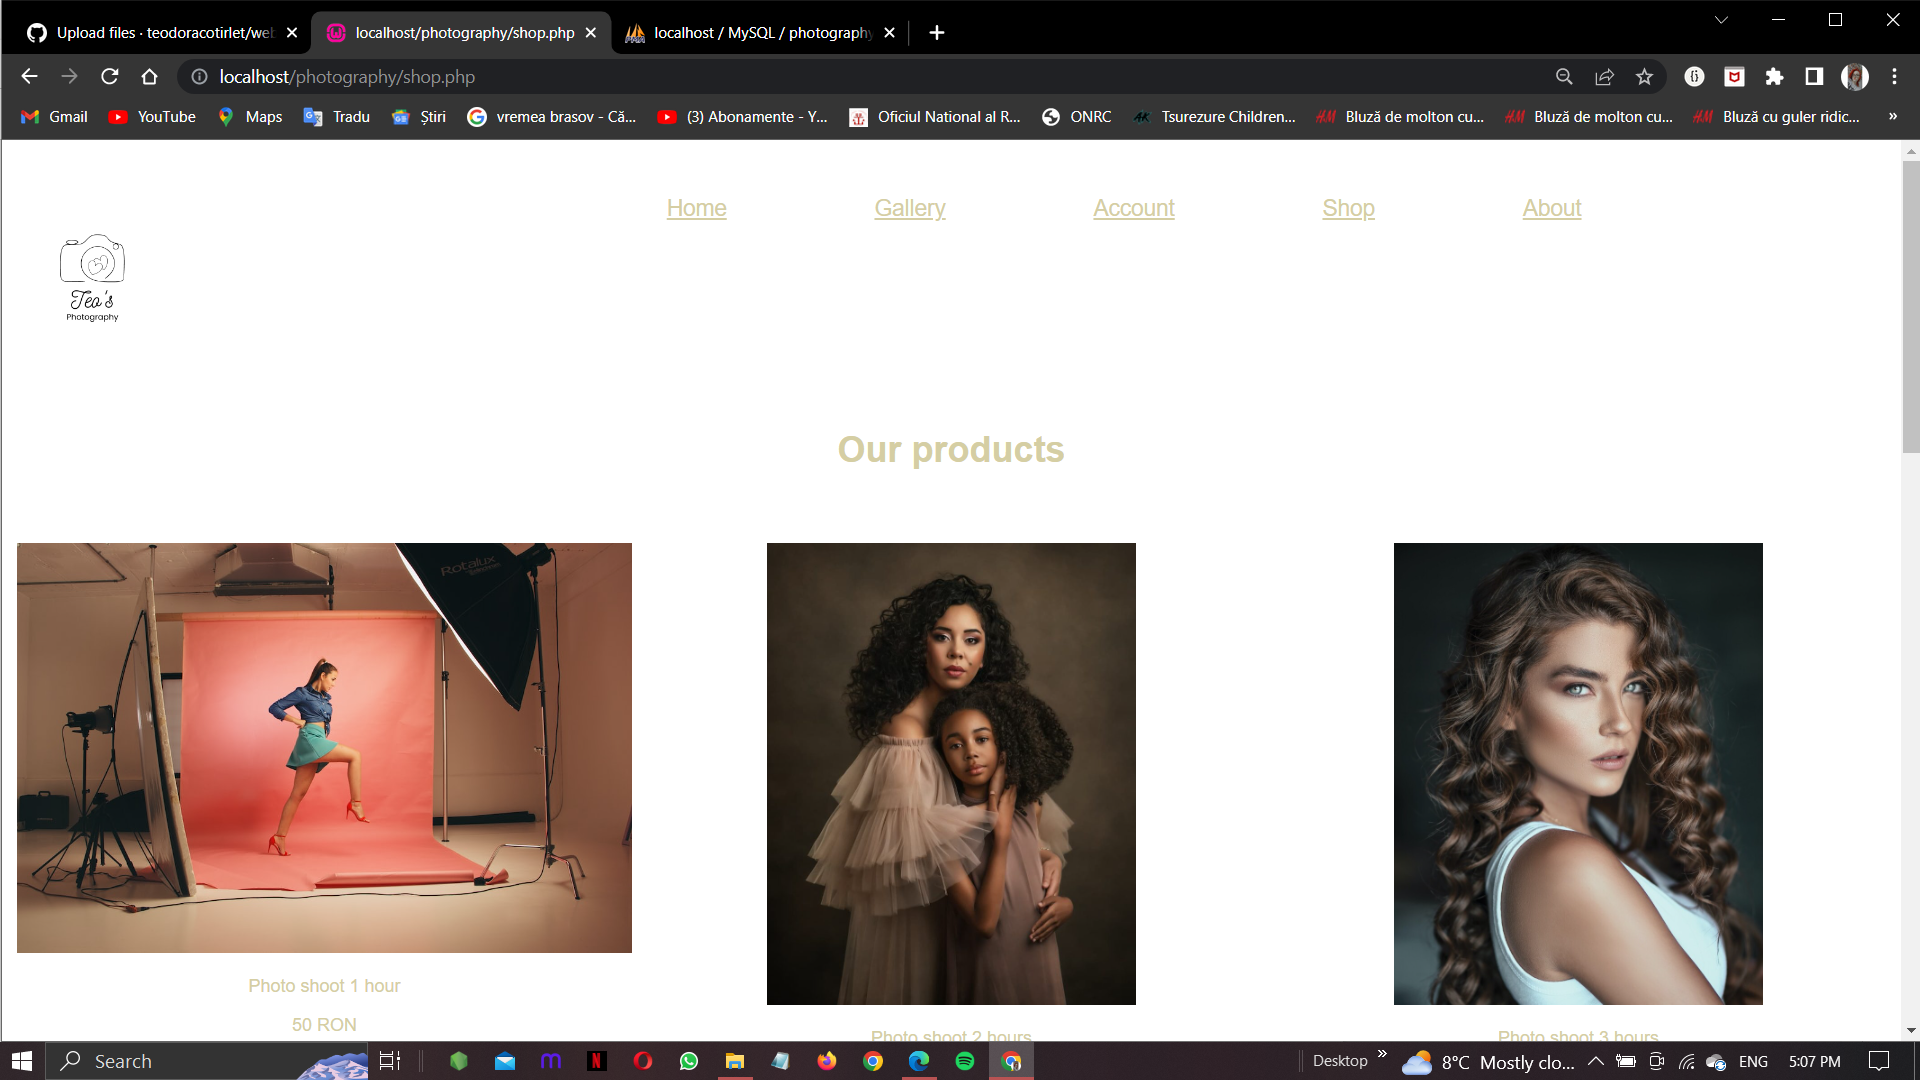 Upload files · teodoracotirlet/web
localhost/photography/shop.php
localhost / MySQL / photography
localhost/photography/shop.php
Gmail
YouTube
Maps
Tradu
Știri
vremea brasov - Că...
(3) Abonamente - Y...
Oficiul National al R...
ONRC
Tsurezure Children...
Bluză de molton cu...
Bluză de molton cu...
Bluză cu guler ridic...
»
Home
Gallery
Account
Shop
About
Teo's
Photography
Our products
Rotalux
Photo shoot 1 hour
50 RON
Photo shoot 2 hours
Photo shoot 3 hours
Search
Desktop
»
8°C Mostly clo...
ENG
5:07 PM